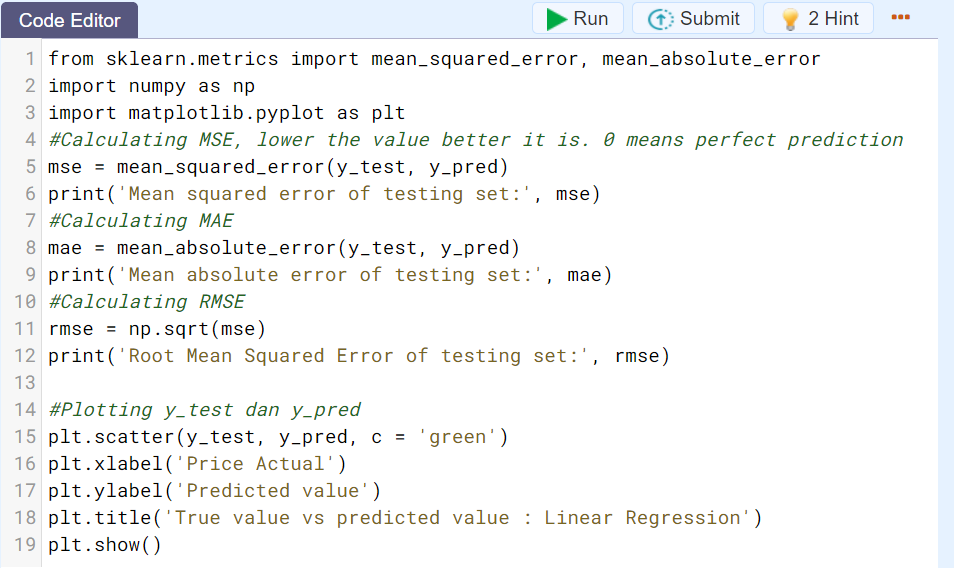 Code Editor
Run
Submit
2 Hint
1 from sklearn.metrics import mean_squared_error, mean_absolute_error
2 import numpy as np
3 import matplotlib.pyplot as plt
4 #Calculating MSE, lower the value better it is. 0 means perfect prediction
5 mse = mean_squared_error(y_test, y_pred)
6 print('Mean squared error of testing set:', mse)
7 #Calculating MAE
8 mae = mean_absolute_error(y_test, y_pred)
9 print('Mean absolute error of testing set:', mae)
10 #Calculating RMSE
11 rmse = np.sqrt(mse)
12 print('Root Mean Squared Error of testing set:', rmse)
13
14 #Plotting y_test dan y_pred
15 plt.scatter(y_test, y_pred, c = 'green')
16 plt.xlabel('Price Actual')
17 plt.ylabel('Predicted value')
18 plt.title('True value vs predicted value : Linear Regression')
19 plt.show()